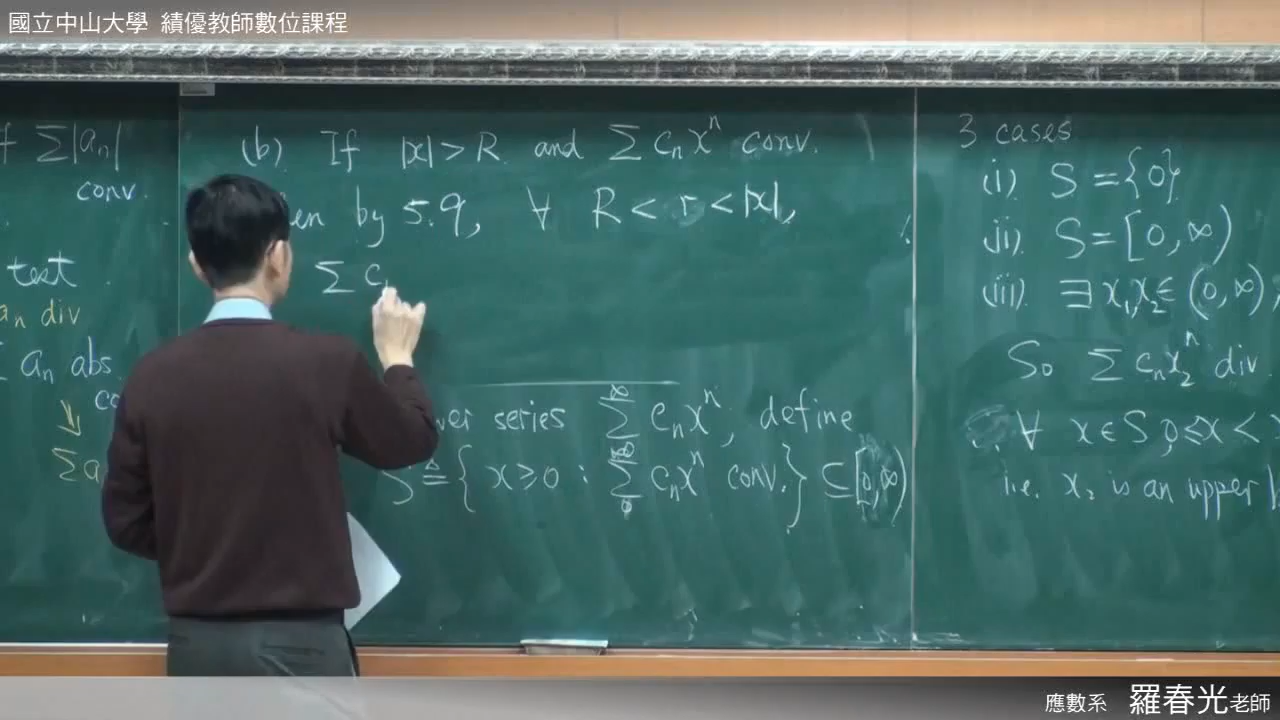 國立中山大學 績優教師數位課程
f Σ|aₙ|
conv.
test
aₙ div
Σ aₙ abs.
Σa
(b) If |x| > R and Σ cₙxⁿ conv.
en by 5.9, ∀ R < r < |x|,
Σ c
wer series Σ cₙxⁿ, define
S ≜ { x ≥ 0 : Σ cₙxⁿ conv. } ⊆ [0,∞)
3 cases
(i) S = {0}
(ii) S = [0, ∞)
(iii) ∃ x₁,x₂ ∈ (0, ∞)
So Σ cₙx₂ⁿ div
∀ x ∈ S, 0 ≤ x <
i.e. x₂ is an upper
應數系 羅春光老師